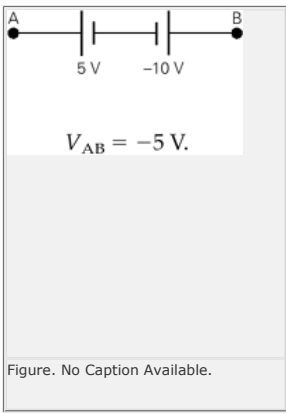 A B
5 V –10 V
V_AB = −5 V.
Figure. No Caption Available.